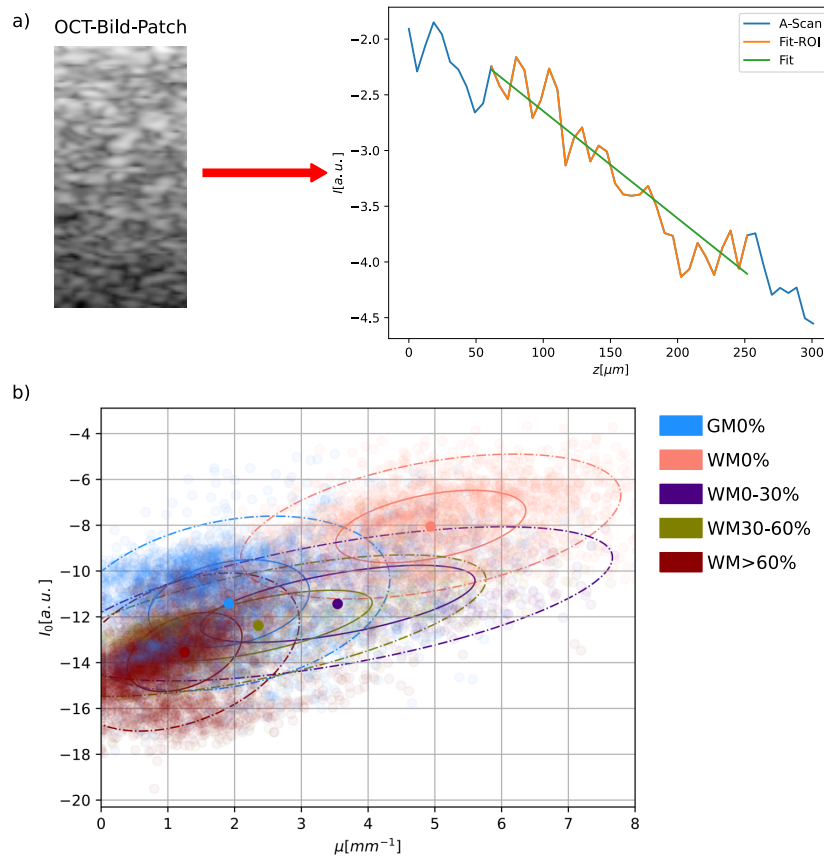 a)
OCT-Bild-Patch
A-Scan
Fit-ROI
Fit
−2.0
−2.5
−3.0
−3.5
−4.0
−4.5
I[a.u.]
0 50 100 150 200 250 300
z[μm]
b)
−4
−6
−8
−10
−12
−14
−16
−18
−20
I₀[a.u.]
0 1 2 3 4 5 6 7 8
μ[mm⁻¹]
GM0%
WM0%
WM0-30%
WM30-60%
WM>60%